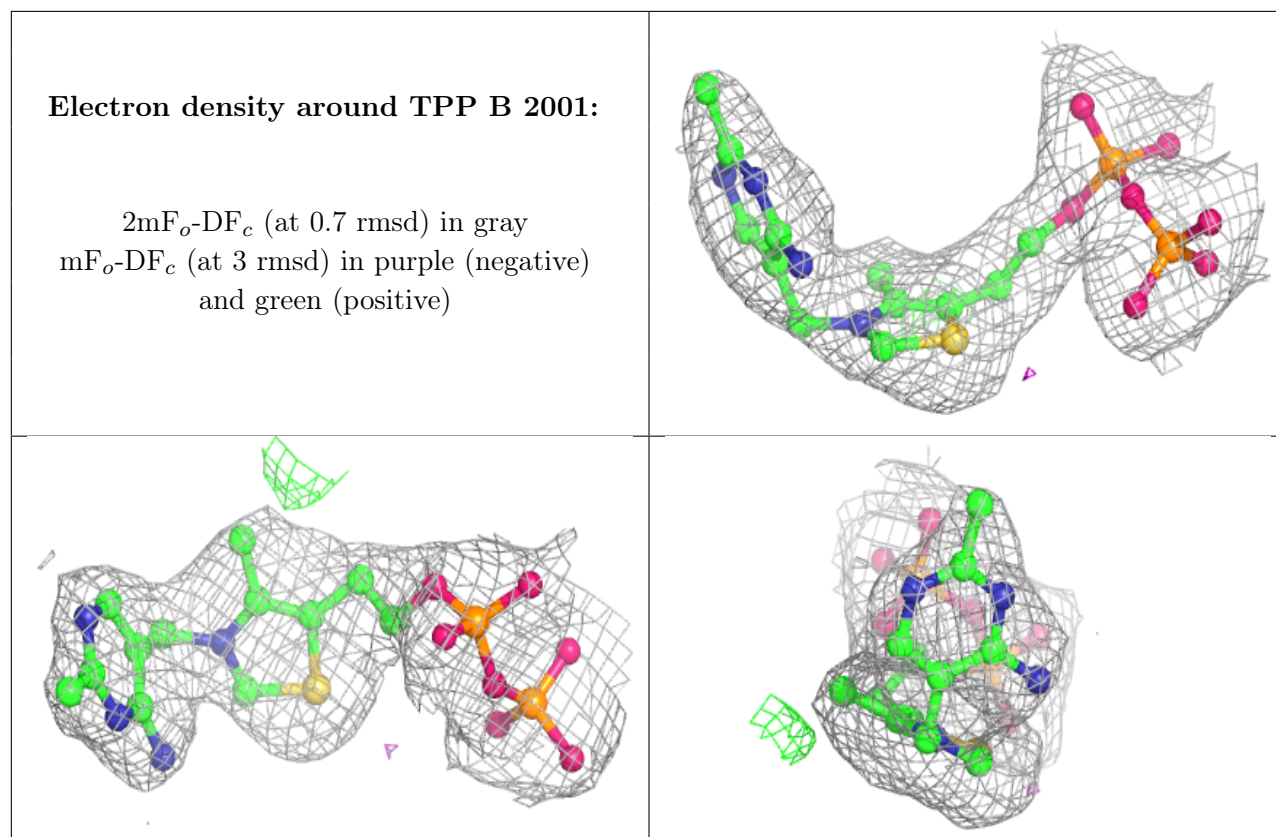 Electron density around TPP B 2001:
2mFₒ-DF𝑐 (at 0.7 rmsd) in gray
mFₒ-DF𝑐 (at 3 rmsd) in purple (negative)
and green (positive)